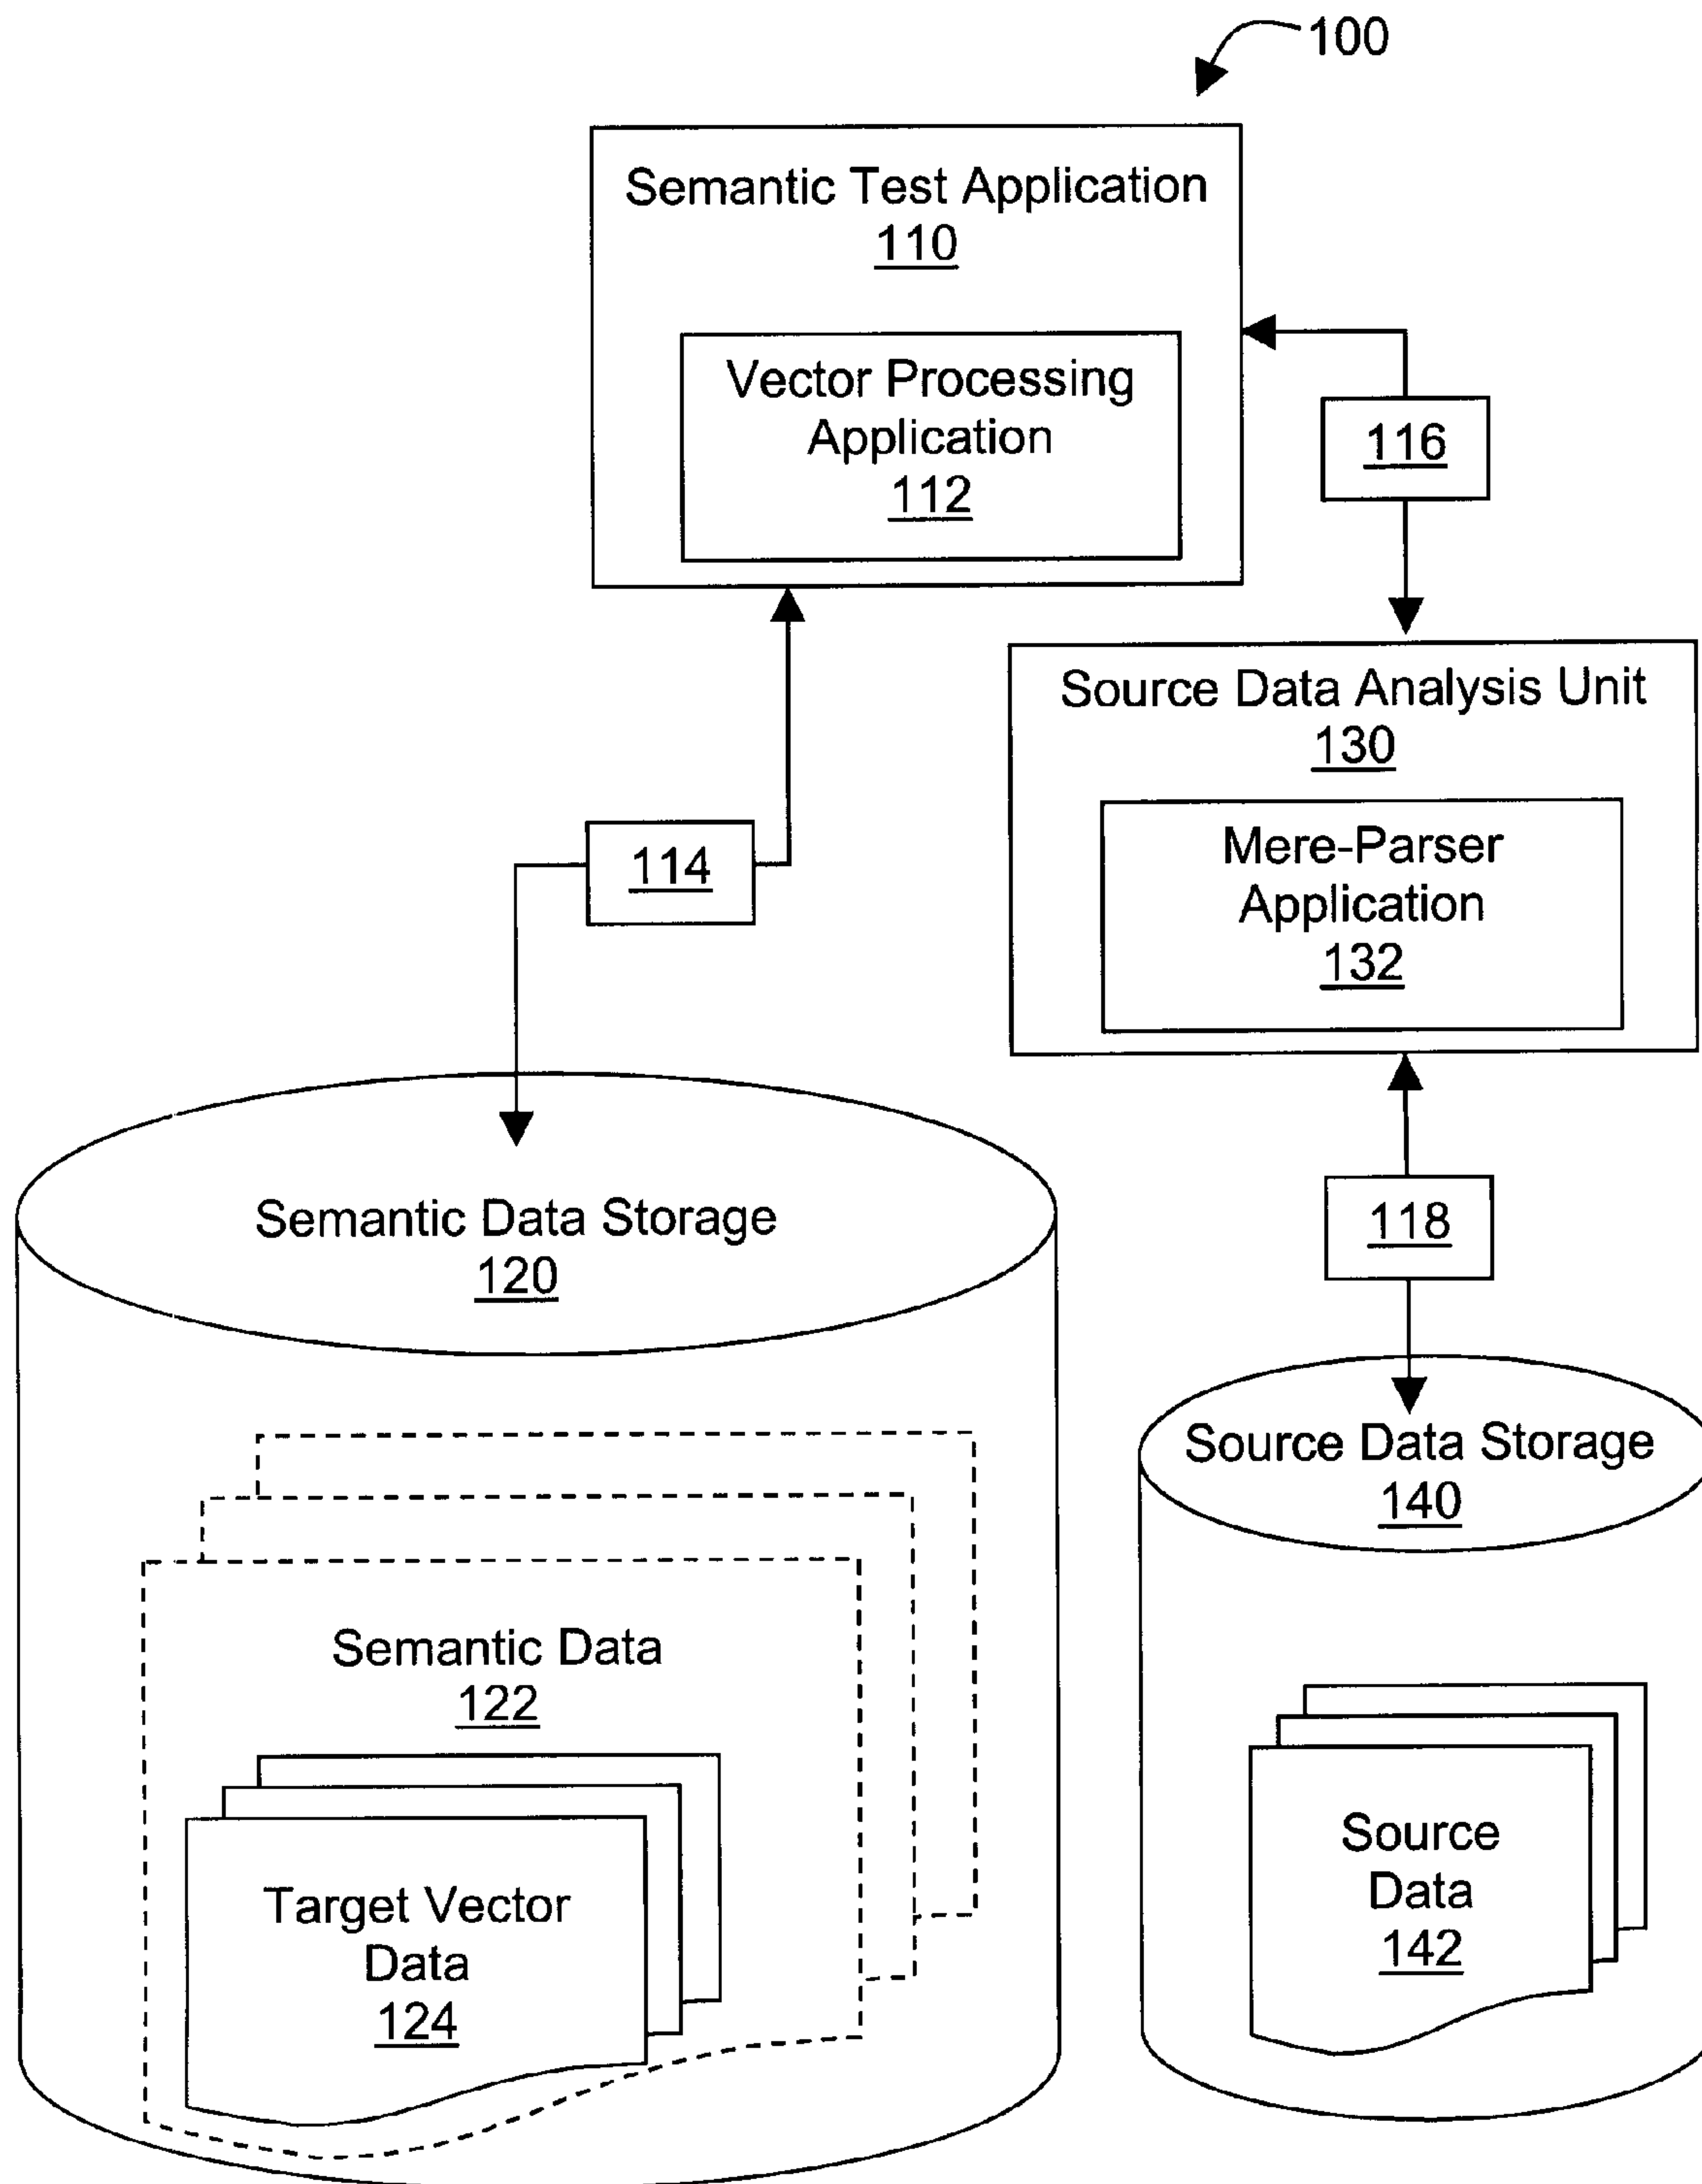 100
Semantic Test Application
110
Vector Processing
Application
112
116
Source Data Analysis Unit
130
Mere-Parser
Application
132
114
118
Semantic Data Storage
120
Source Data Storage
140
Semantic Data
122
Target Vector
Data
124
Source
Data
142